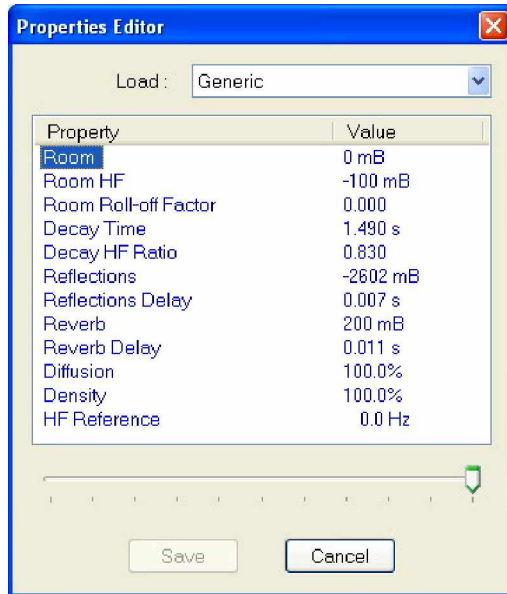 Properties Editor
Load : Generic
Property Value
Room 0 mB
Room HF -100 mB
Room Roll-off Factor 0.000
Decay Time 1.490 s
Decay HF Ratio 0.830
Reflections -2602 mB
Reflections Delay 0.007 s
Reverb 200 mB
Reverb Delay 0.011 s
Diffusion 100.0%
Density 100.0%
HF Reference 0.0 Hz
Save Cancel